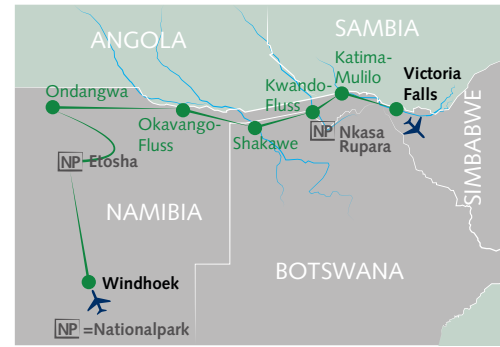 ANGOLA
SAMBIA
Katima-
Mulilo
Victoria
Falls
Kwando-
Fluss
Ondangwa
Okavango-
Fluss
Shakawe
NP Nkasa
Rupara
SIMBABWE
NP Etosha
NAMIBIA
BOTSWANA
Windhoek
NP =Nationalpark